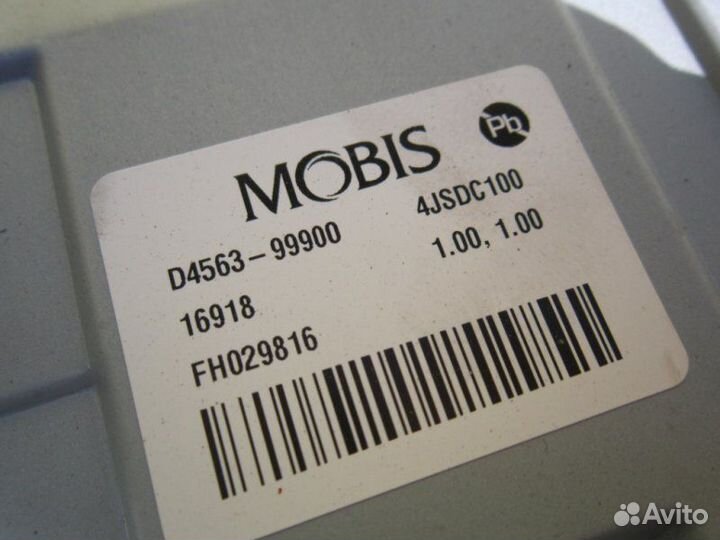 MOBIS
Pb
D4563-99900 4JSDC100
16918 1.00, 1.00
FH029816
Avito